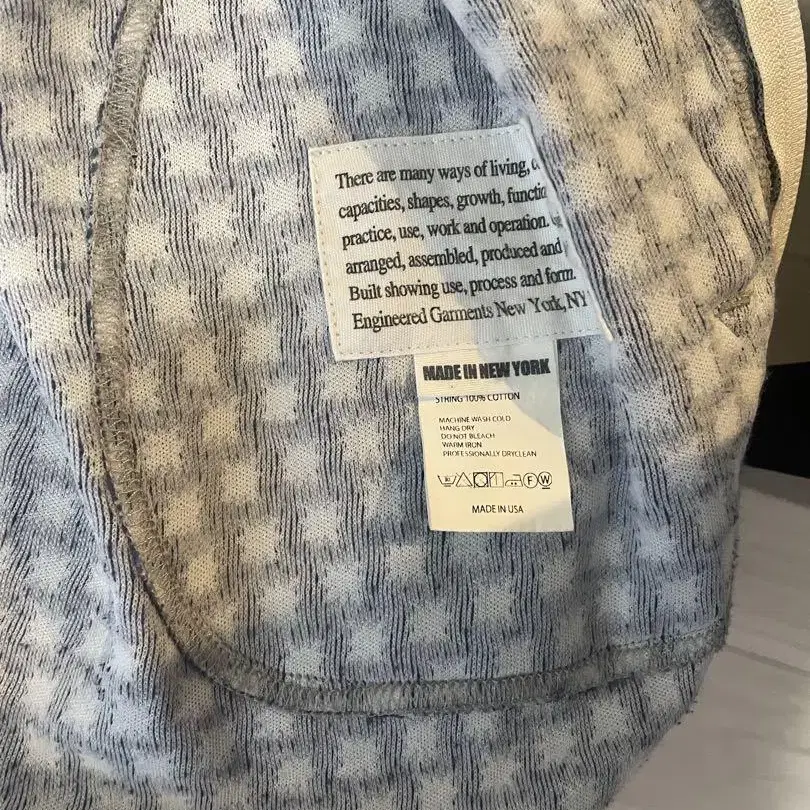 There are many ways of living,
capacities, shapes, growth,
practice, use, work and operation.
arranged, assembled, produced and
Built showing use, process and form.
Engineered Garments New York, NY
MADE IN NEW YORK
STRING 100% COTTON
MACHINE WASH COLD
HANG DRY
DO NOT BLEACH
WARM IRON
PROFESSIONALLY DRYCLEAN
F W
MADE IN USA